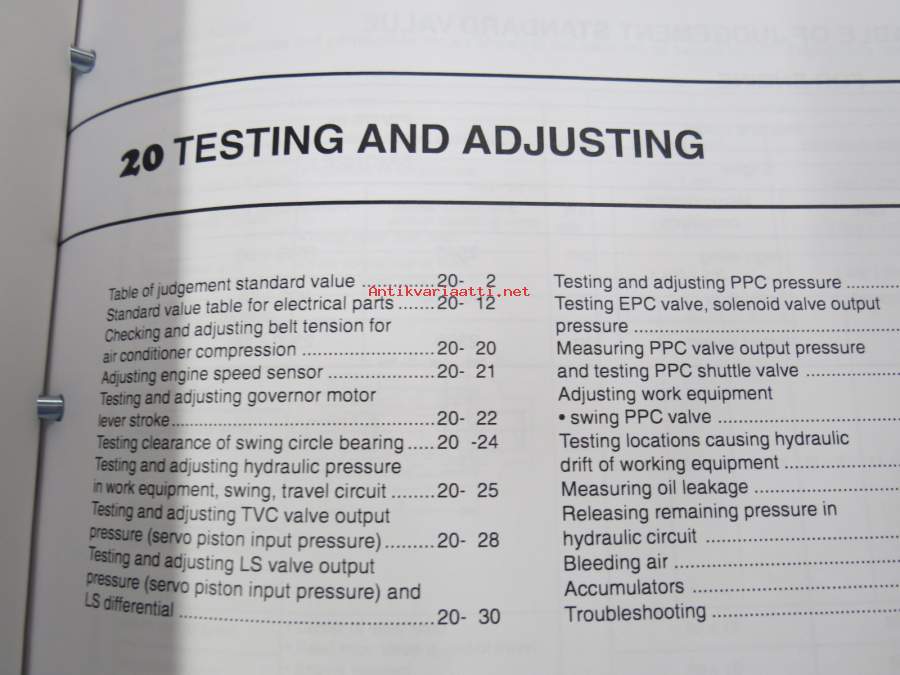 20 TESTING AND ADJUSTING
Table of judgement standard value ............20- 2
Standard value table for electrical parts.......20- 12
Checking and adjusting belt tension for
air conditioner compression ......................20- 20
Adjusting engine speed sensor ..................20- 21
Testing and adjusting governor motor
lever stroke............................................20- 22
Testing clearance of swing circle bearing.....20 -24
Testing and adjusting hydraulic pressure
in work equipment, swing, travel circuit ........20- 25
Testing and adjusting TVC valve output
pressure (servo piston input pressure).........20- 28
Testing and adjusting LS valve output
pressure (servo piston input pressure) and
LS differential ...........................................20- 30
Testing and adjusting PPC pressure ..........
Testing EPC valve, solenoid valve output
pressure .............................................
Measuring PPC valve output pressure
and testing PPC shuttle valve ................
Adjusting work equipment
• swing PPC valve ...............................
Testing locations causing hydraulic
drift of working equipment ...................
Measuring oil leakage .........................
Releasing remaining pressure in
hydraulic circuit .................................
Bleeding air .......................................
Accumulators ....................................
Troubleshooting .................................
Antikvariaatti.net